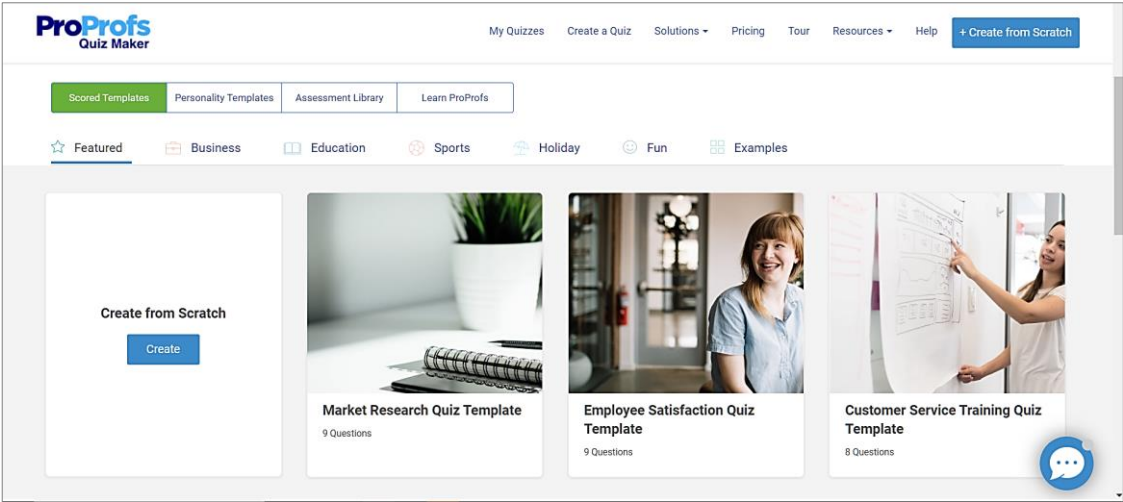 ProProfs
Quiz Maker
My Quizzes Create a Quiz Solutions Pricing Tour Resources Help + Create from Scratch
Scored Templates Personality Templates Assessment Library Learn ProProfs
Featured Business Education Sports Holiday Fun Examples
Create from Scratch
Create
Market Research Quiz Template
9 Questions
Employee Satisfaction Quiz
Template
9 Questions
Customer Service Training Quiz
Template
8 Questions